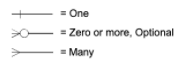 = One
= Zero or more, Optional
= Many